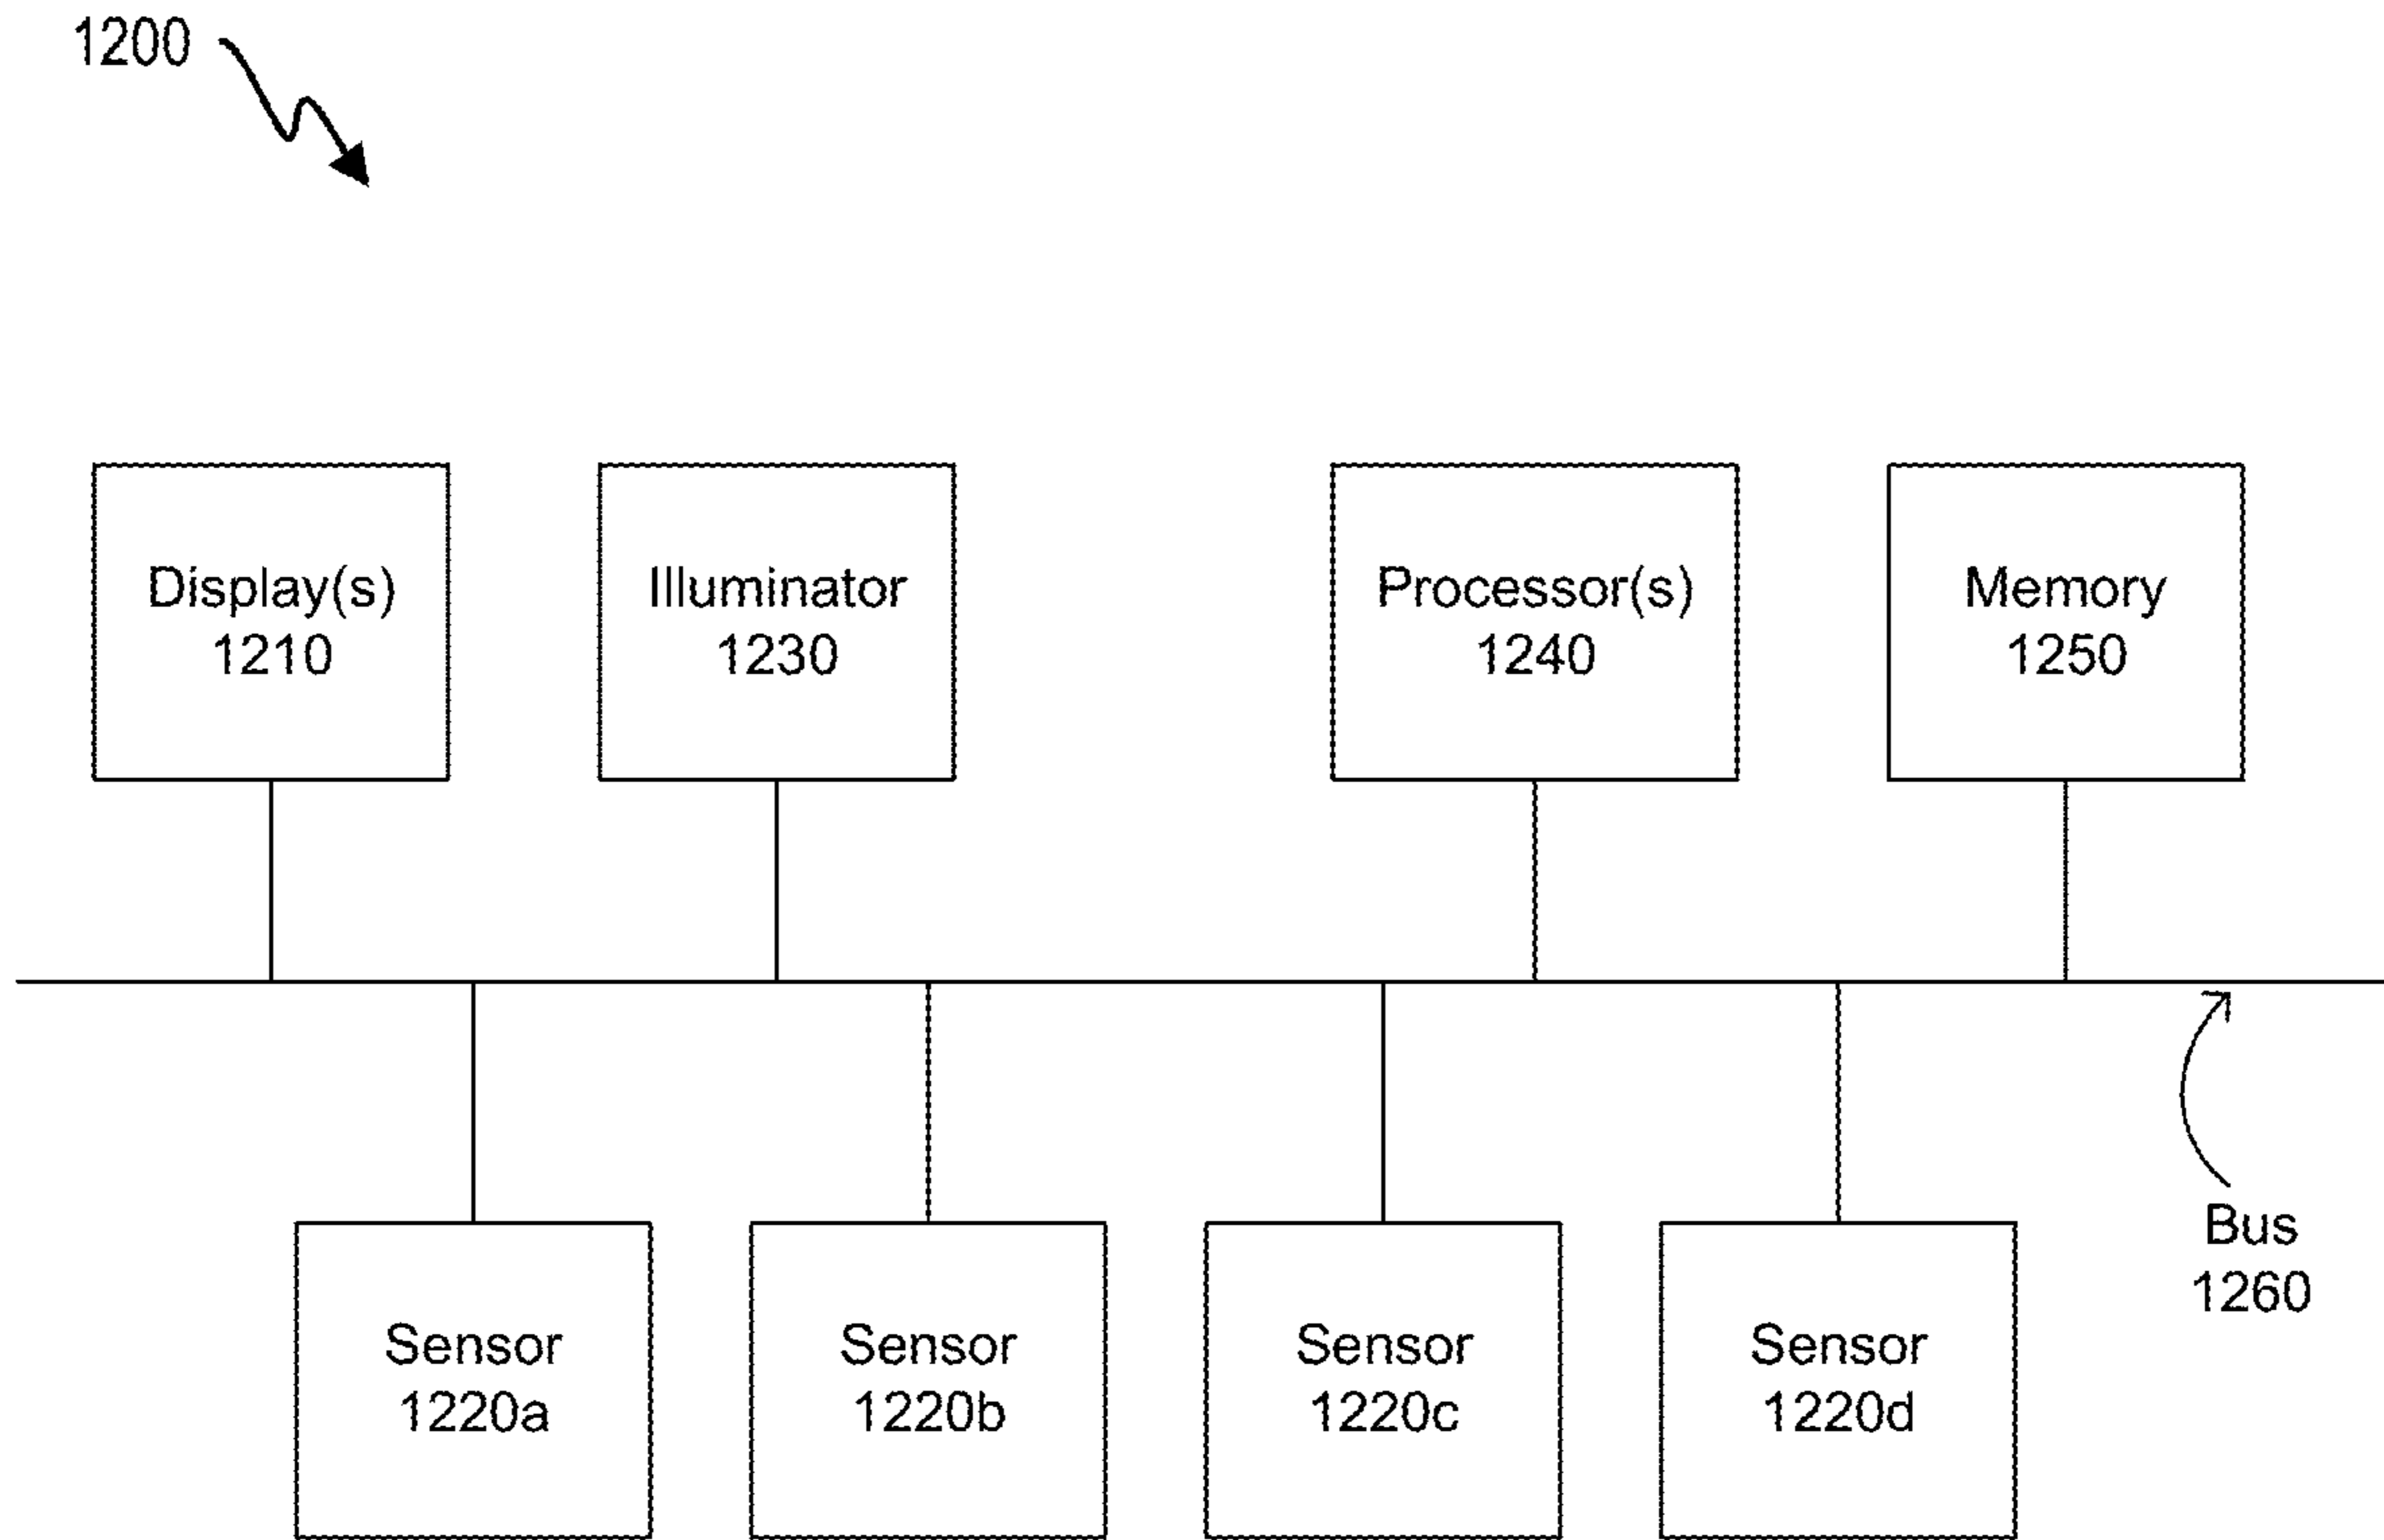 1200
Display(s)
1210
Illuminator
1230
Processor(s)
1240
Memory
1250
Bus
1260
Sensor
1220a
Sensor
1220b
Sensor
1220c
Sensor
1220d